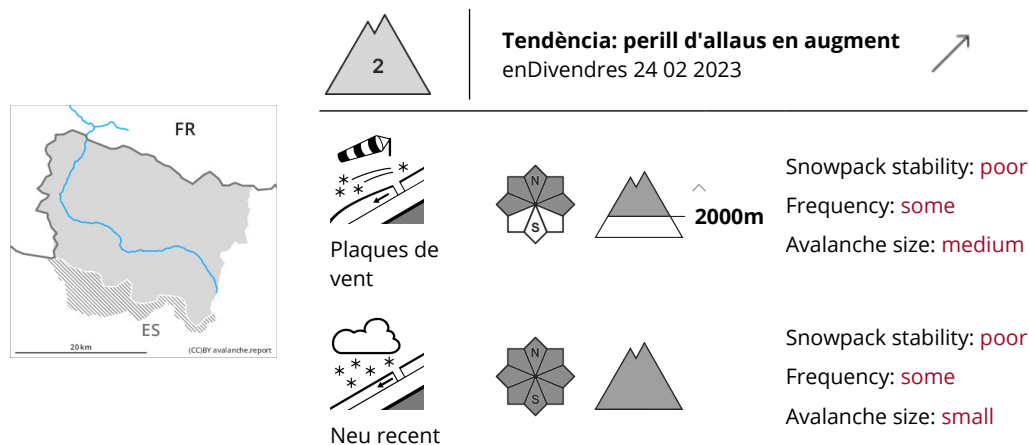 2
Tendència: perill d'allaus en augment
enDivendres 24 02 2023
FR
ES
20 km
(CC)BY avalanche.report
N
S
2000m
Plaques de
vent
Snowpack stability: poor
Frequency: some
Avalanche size: medium
N
S
Neu recent
Snowpack stability: poor
Frequency: some
Avalanche size: small